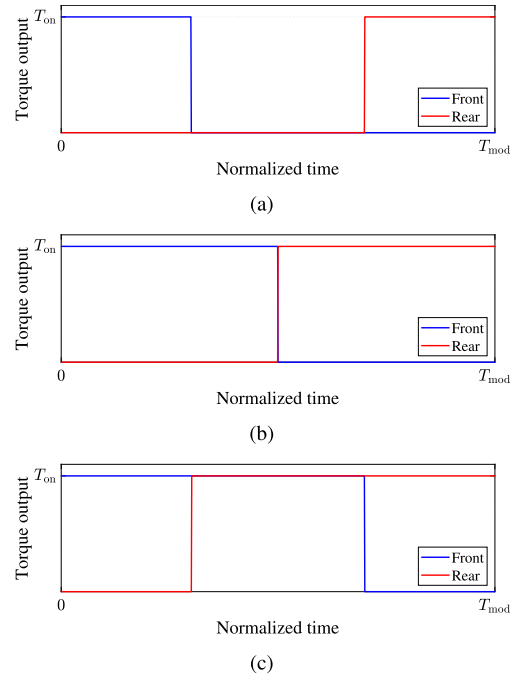 Torque output
T_on
Front
Rear
0
T_mod
Normalized time
(a)
Torque output
T_on
Front
Rear
0
T_mod
Normalized time
(b)
Torque output
T_on
Front
Rear
0
T_mod
Normalized time
(c)